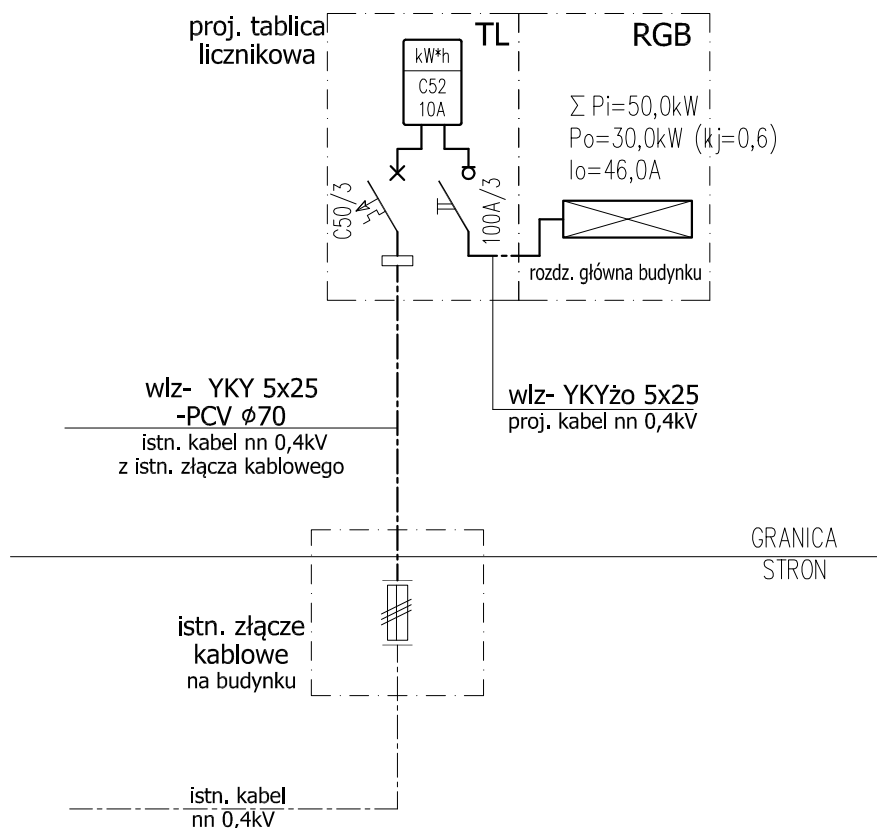 proj. tablica
licznikowa
TL
RGB
kW*h
C52
10A
Σ Pi=50,0kW
Po=30,0kW (kj=0,6)
Io=46,0A
C50/3
100A/3
rozdz. główna budynku
wlz- YKY 5x25
-PCV φ70
istn. kabel nn 0,4kV
z istn. złącza kablowego
wlz- YKYżo 5x25
proj. kabel nn 0,4kV
GRANICA
STRON
istn. złącze
kablowe
na budynku
istn. kabel
nn 0,4kV